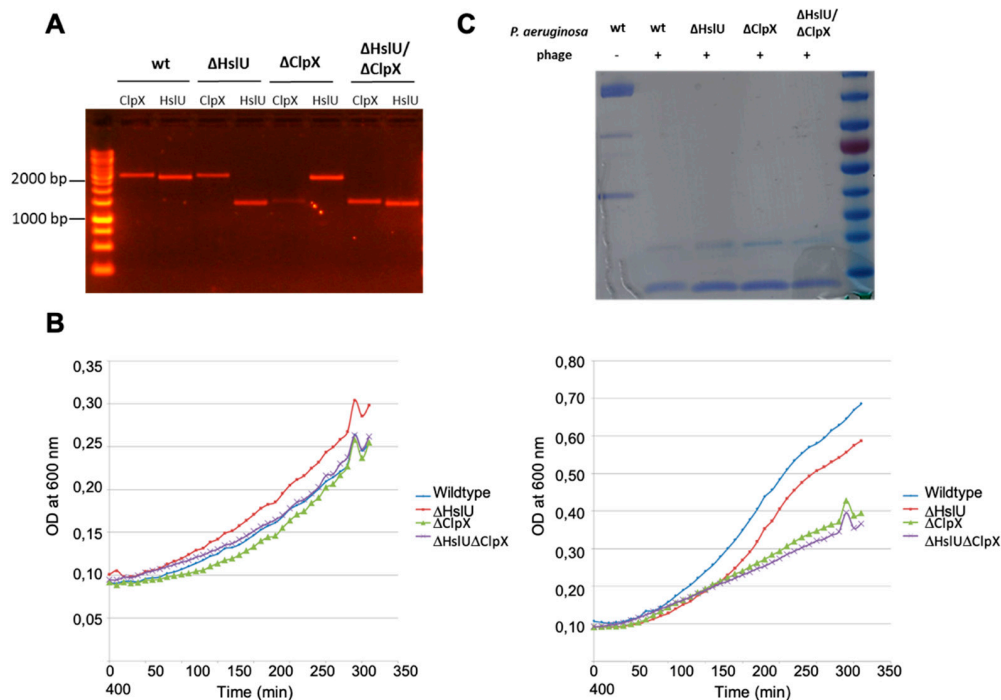 A
wt
ΔHslU
ΔClpX
ΔHslU/
ΔClpX
ClpX HslU ClpX HslU ClpX HslU ClpX HslU
2000 bp
1000 bp
C
P. aeruginosa wt wt ΔHslU ΔClpX ΔHslU/
ΔClpX
phage - + + + +
B
0,35
0,30
0,25
0,20
0,15
0,10
0,05
OD at 600 nm
0 50 100 150 200 250 300 350
400
Time (min)
Wildtype
ΔHslU
ΔClpX
ΔHslUΔClpX
0,80
0,70
0,60
0,50
0,40
0,30
0,20
0,10
OD at 600 nm
0 50 100 150 200 250 300 350
400
Time (min)
Wildtype
ΔHslU
ΔClpX
ΔHslUΔClpX